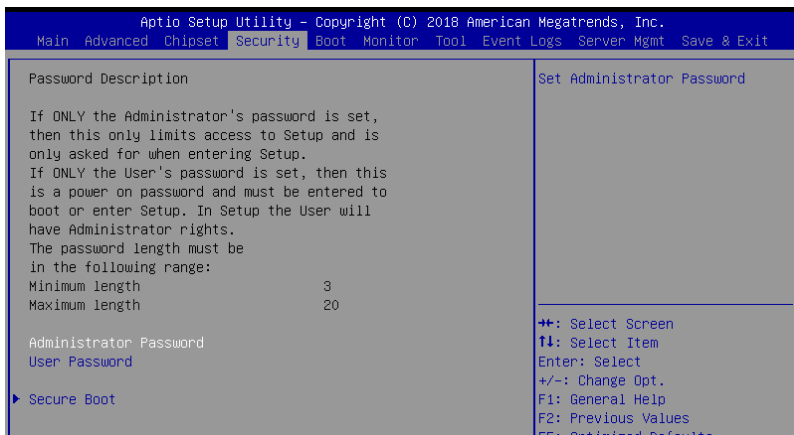 Aptio Setup Utility – Copyright (C) 2018 American Megatrends, Inc.
Main Advanced Chipset Security Boot Monitor Tool Event Logs Server Mgmt Save & Exit
Password Description
If ONLY the Administrator's password is set,
then this only limits access to Setup and is
only asked for when entering Setup.
If ONLY the User's password is set, then this
is a power on password and must be entered to
boot or enter Setup. In Setup the User will
have Administrator rights.
The password length must be
in the following range:
Minimum length 3
Maximum length 20
Administrator Password
User Password
Secure Boot
Set Administrator Password
→←: Select Screen
↑↓: Select Item
Enter: Select
+/-: Change Opt.
F1: General Help
F2: Previous Values